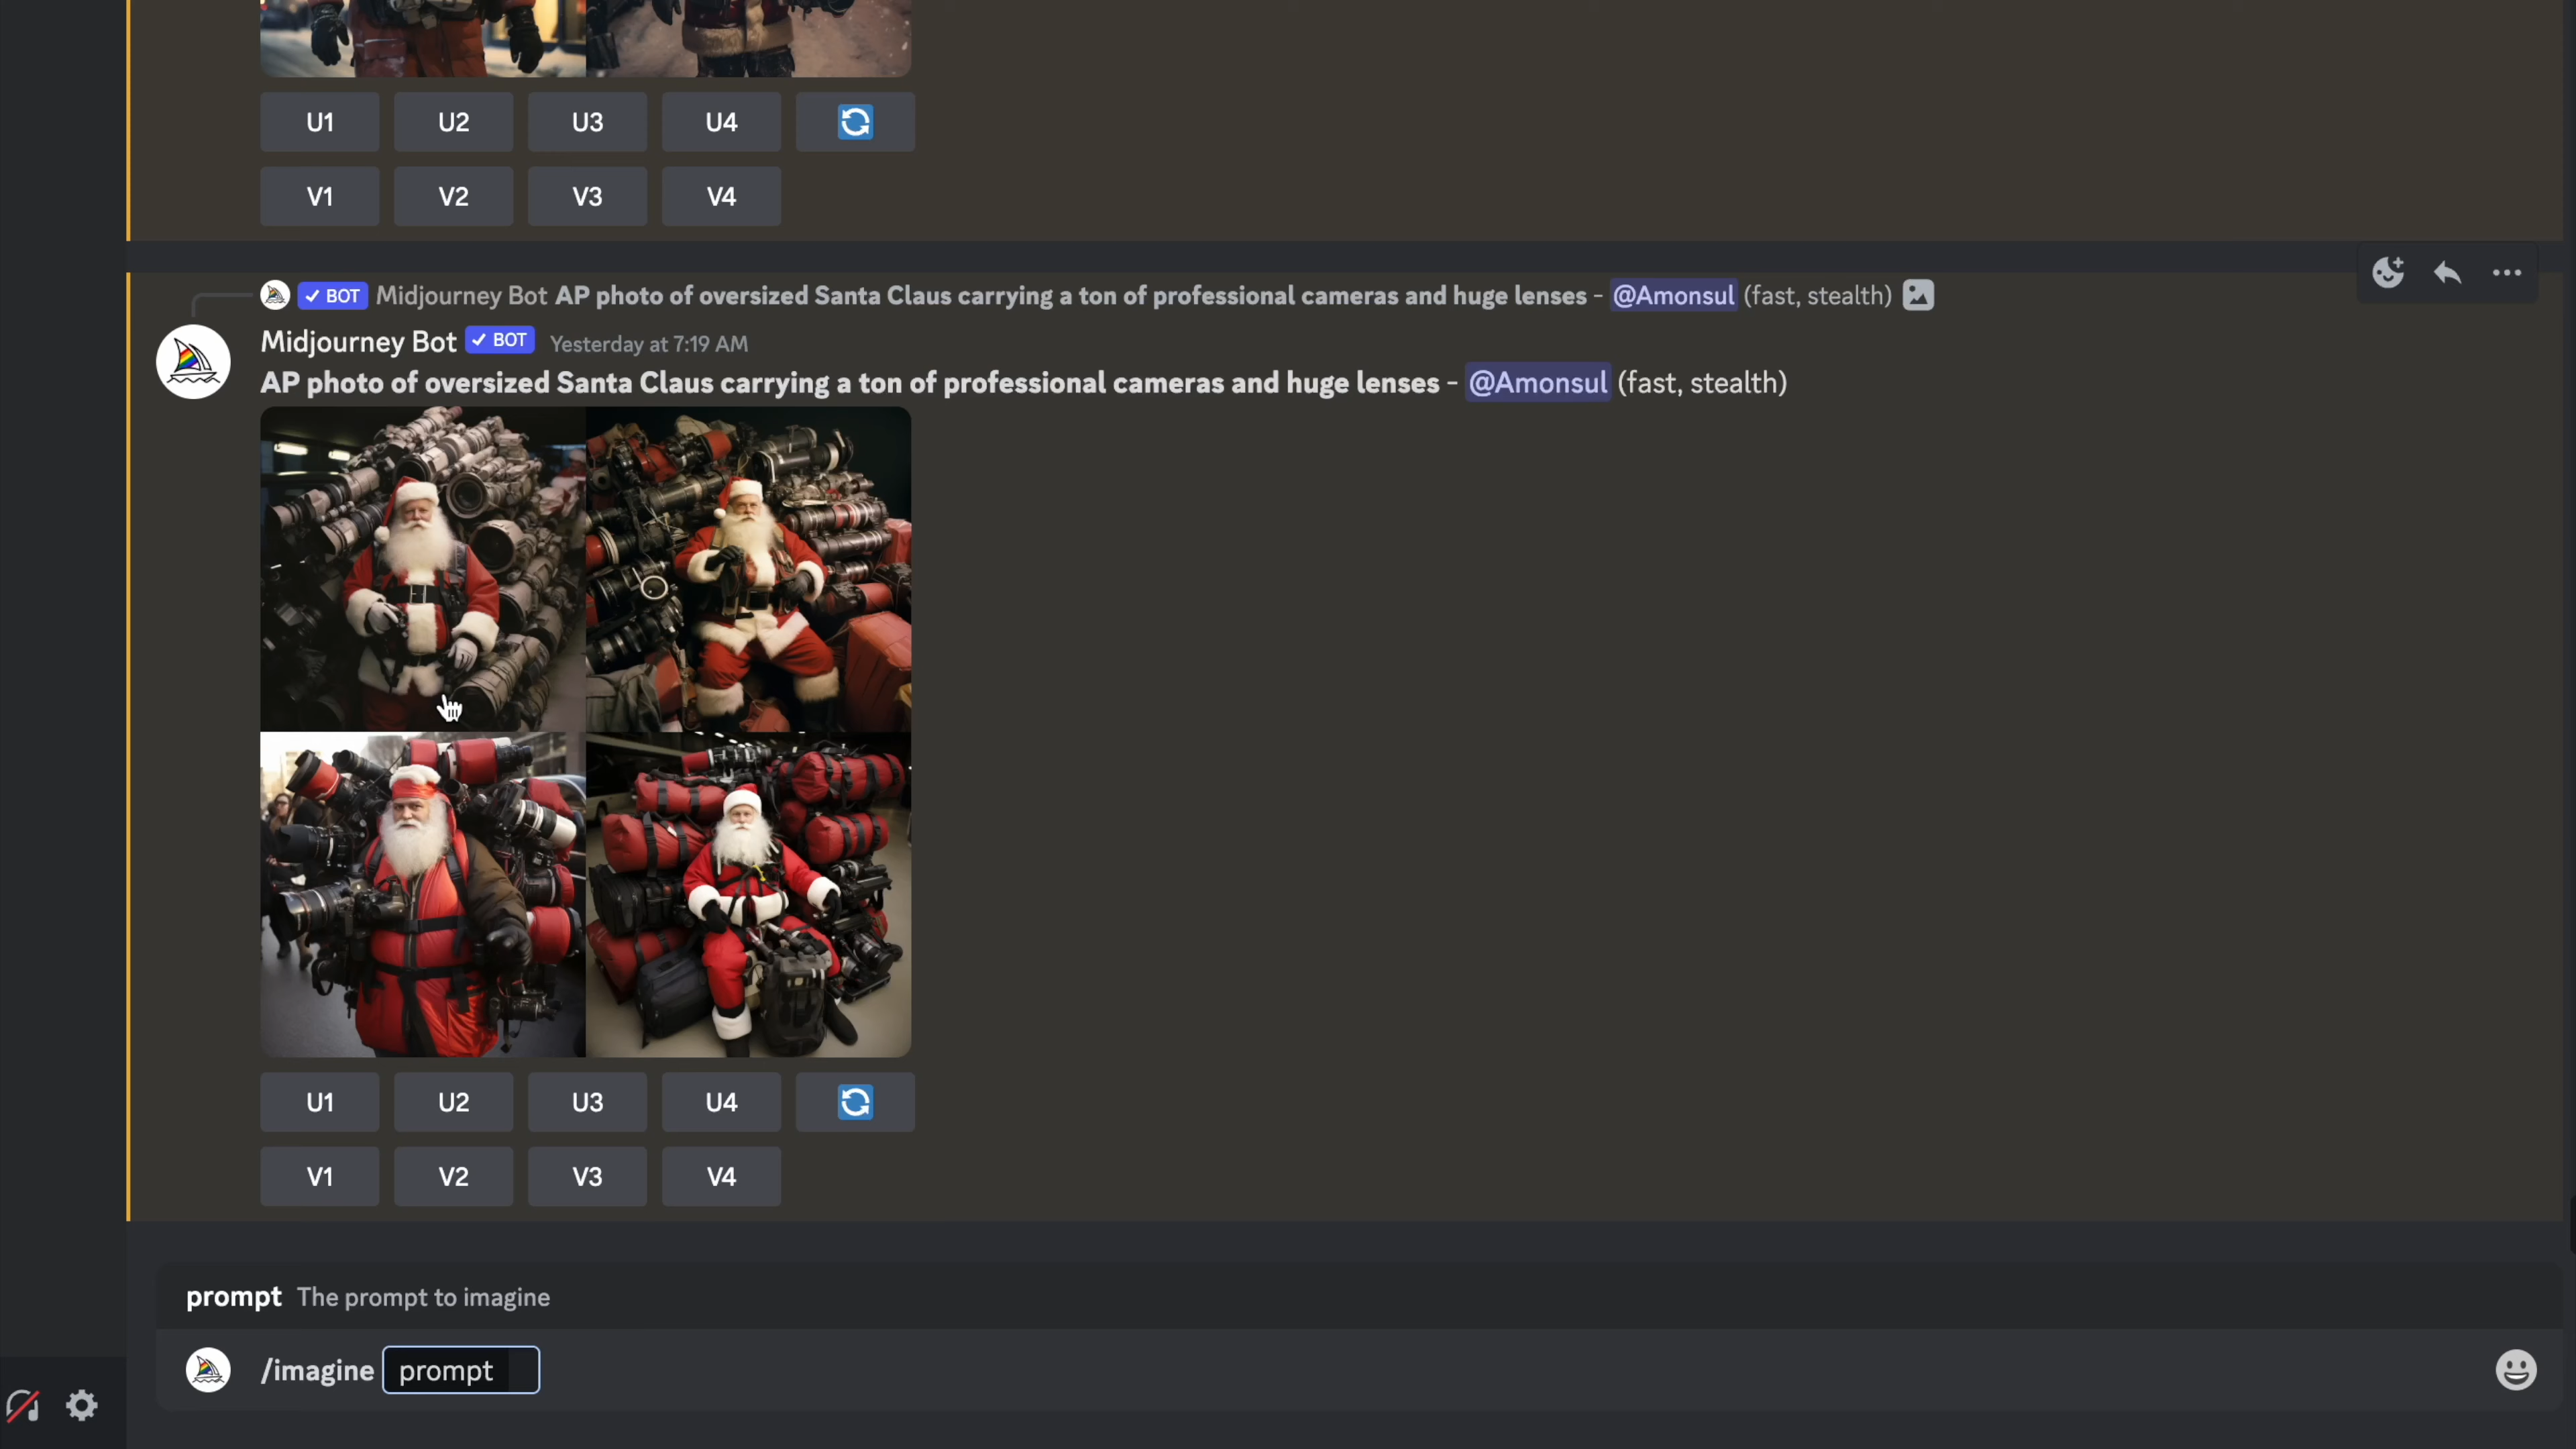 U1 U2 U3 U4
V1 V2 V3 V4
BOT Midjourney Bot AP photo of oversized Santa Claus carrying a ton of professional cameras and huge lenses - @Amonsul (fast, stealth)
Midjourney Bot BOT Yesterday at 7:19 AM
AP photo of oversized Santa Claus carrying a ton of professional cameras and huge lenses - @Amonsul (fast, stealth)
U1 U2 U3 U4
V1 V2 V3 V4
prompt The prompt to imagine
/imagine prompt